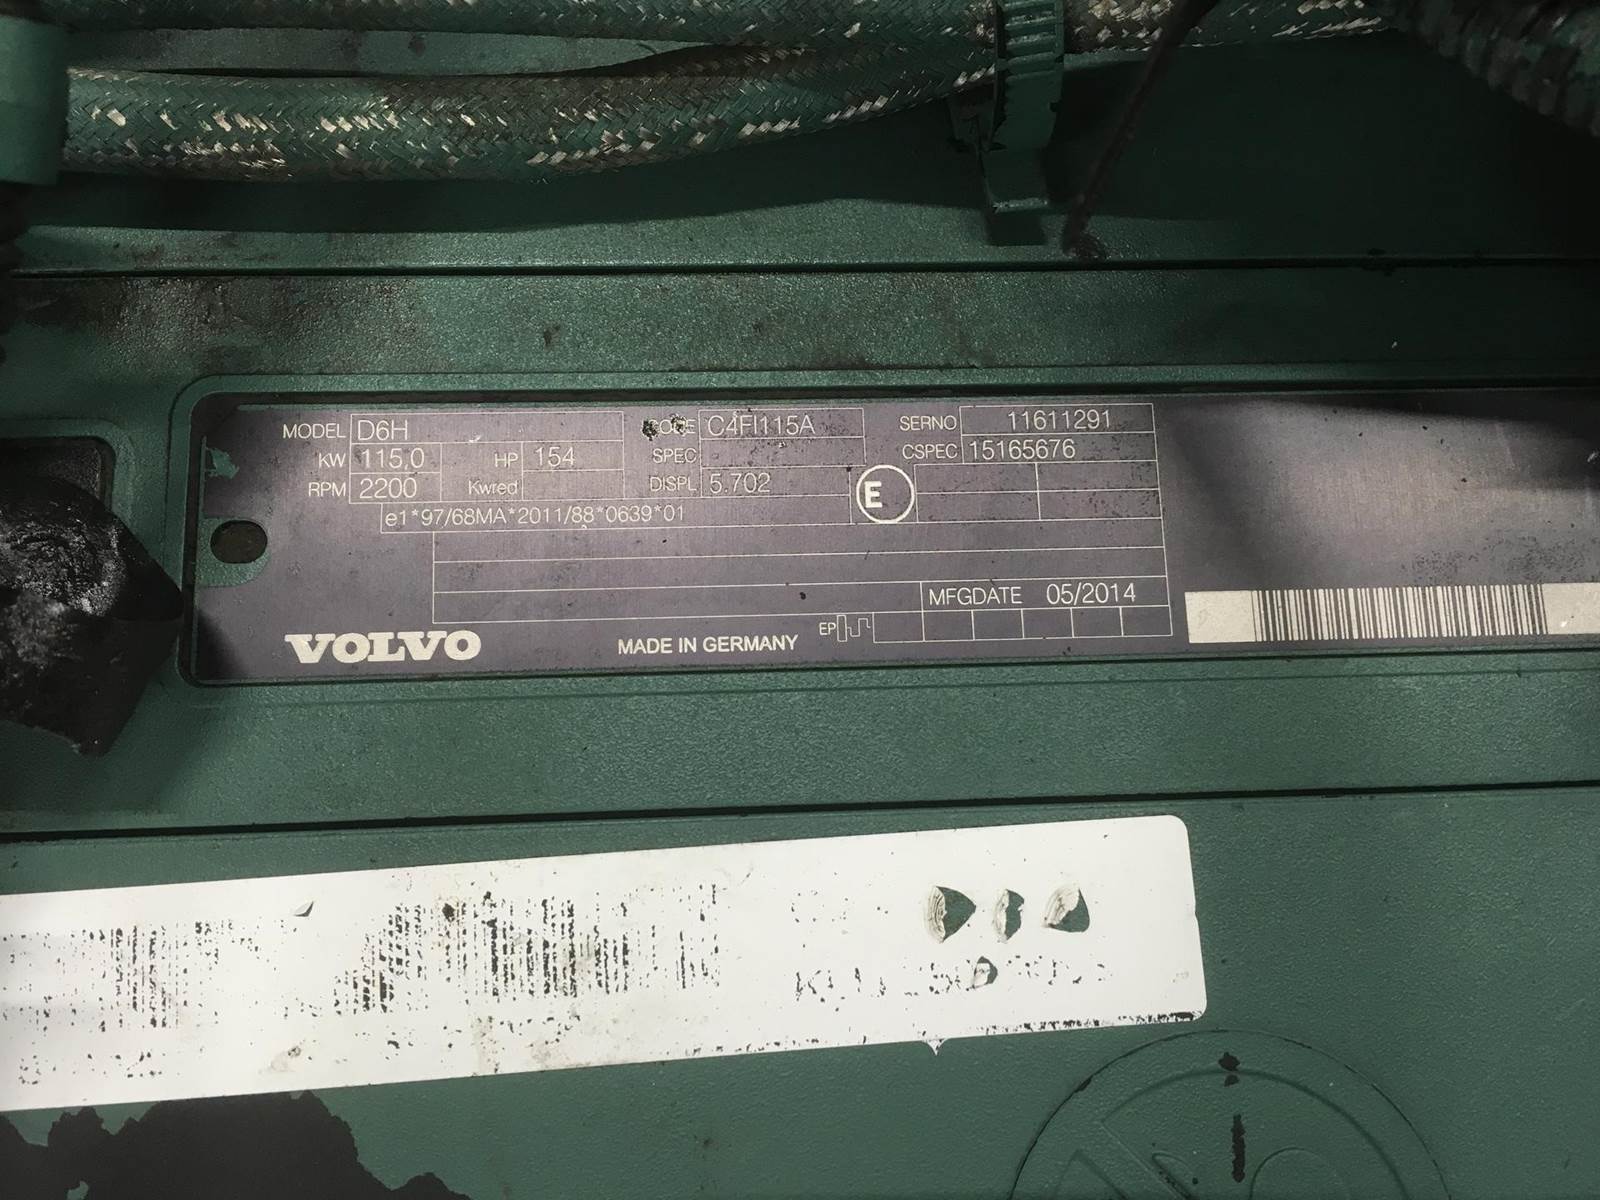 MODEL D6H CODE C4FI115A SERNO 11611291
KW 115,0 HP 154 SPEC CSPEC 15165676
RPM 2200 Kwred DISPL 5.702 E
e1*97/68MA*2011/88*0639*01
MFGDATE 05/2014
VOLVO MADE IN GERMANY EP